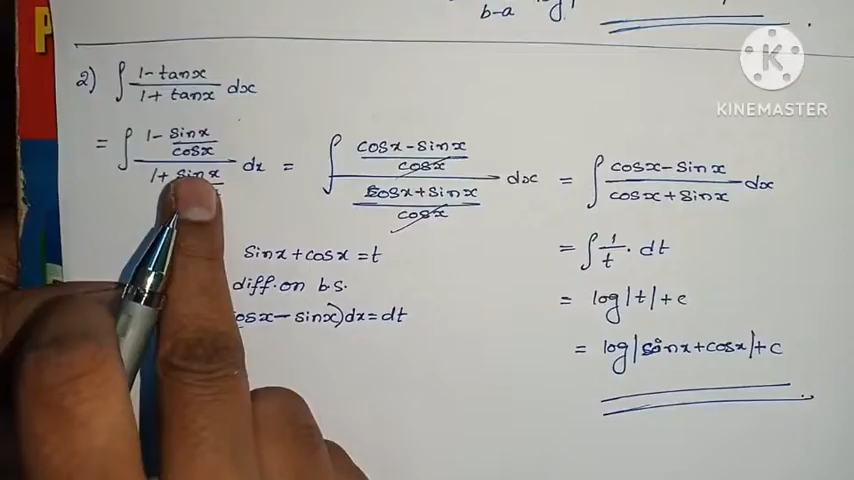 b-a log
2) ∫ 1-tanx / 1+ tanx dx
= ∫ 1- sinx/cosx / 1+ sinx dx = ∫ cosx-sinx/cosx / cosx+sinx/cosx dx = ∫ cosx-sinx / cosx+sinx dx
sinx+cosx =t
= ∫ 1/t . dt
diff.on b.s.
cosx-sinx)dx=dt
= log|t|+c
= log|sinx+cosx|+c
K
KINEMASTER